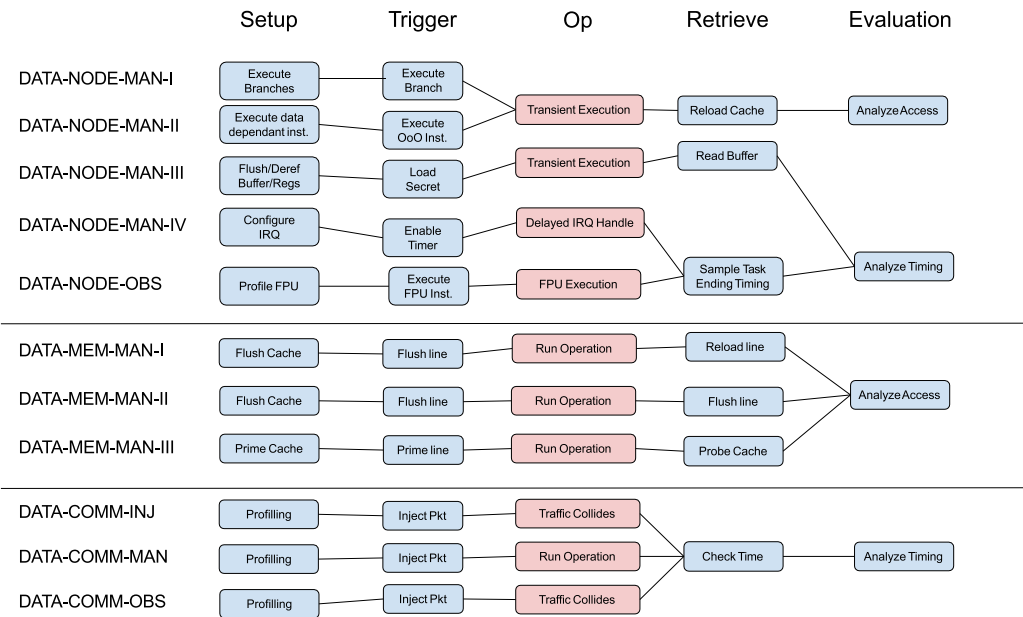 Setup Trigger Op Retrieve Evaluation
DATA-NODE-MAN-I
Execute
Branches
Execute
Branch
DATA-NODE-MAN-II
Execute data
dependant inst.
Execute
OoO Inst.
Transient Execution
Reload Cache
Analyze Access
DATA-NODE-MAN-III
Flush/Deref
Buffer/Regs
Load
Secret
Transient Execution
Read Buffer
DATA-NODE-MAN-IV
Configure
IRQ
Enable
Timer
Delayed IRQ Handle
DATA-NODE-OBS
Profile FPU
Execute
FPU Inst.
FPU Execution
Sample Task
Ending Timing
Analyze Timing
DATA-MEM-MAN-I
Flush Cache
Flush line
Run Operation
Reload line
DATA-MEM-MAN-II
Flush Cache
Flush line
Run Operation
Flush line
Analyze Access
DATA-MEM-MAN-III
Prime Cache
Prime line
Run Operation
Probe Cache
DATA-COMM-INJ
Profilling
Inject Pkt
Traffic Collides
DATA-COMM-MAN
Profilling
Inject Pkt
Run Operation
Check Time
Analyze Timing
DATA-COMM-OBS
Profilling
Inject Pkt
Traffic Collides